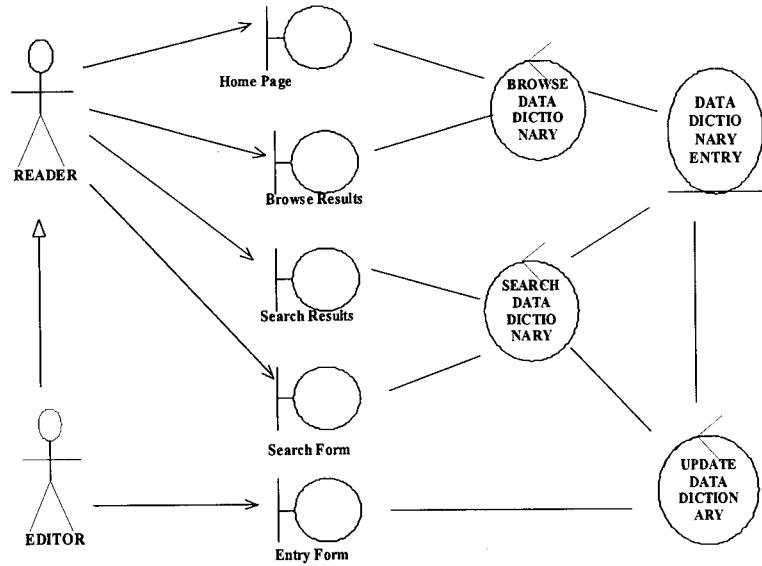 Home Page
BROWSE
DATA
DICTIO
NARY
DATA
DICTIO
NARY
ENTRY
READER
Browse Results
Search Results
SEARCH
DATA
DICTIO
NARY
Search Form
EDITOR
Entry Form
UPDATE
DATA
DICTION
ARY